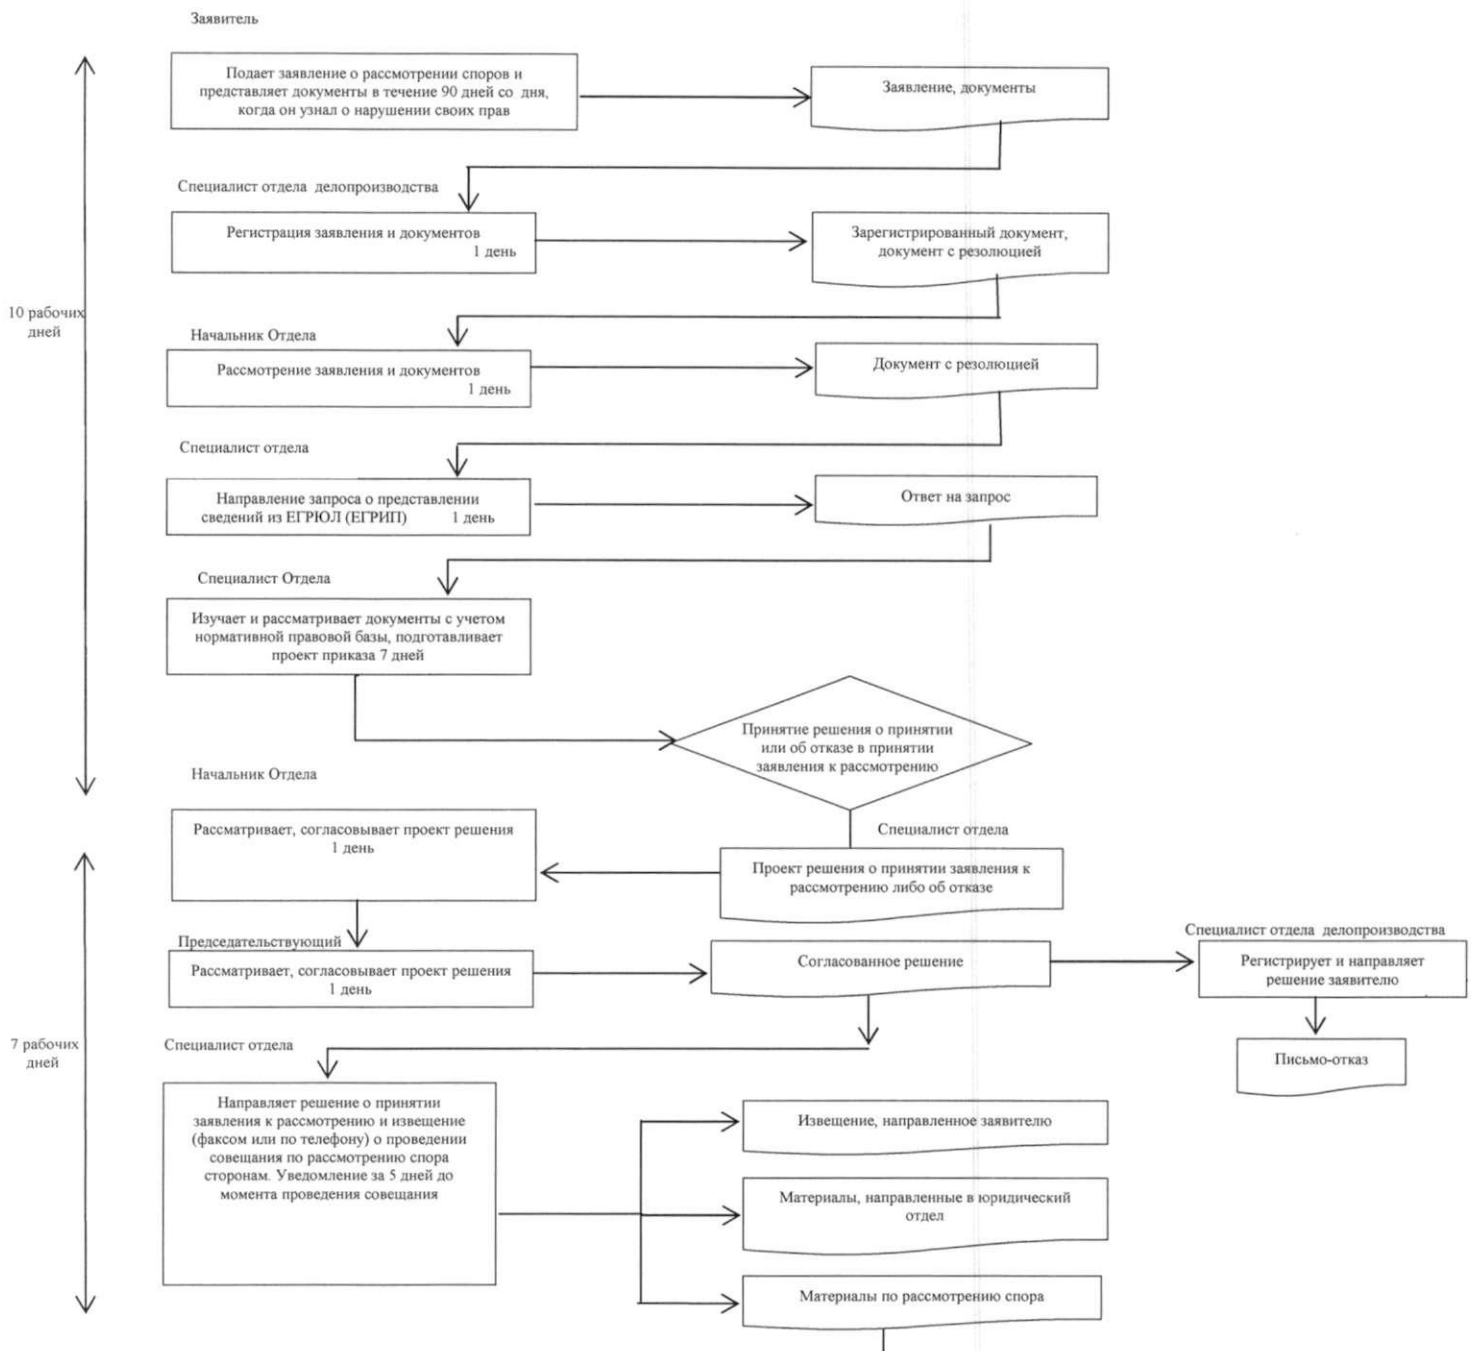 Заявитель
Подает заявление о рассмотрении споров и
представляет документы в течение 90 дней со дня,
когда он узнал о нарушении своих прав
Заявление, документы
Специалист отдела делопроизводства
Регистрация заявления и документов
1 день
Зарегистрированный документ,
документ с резолюцией
10 рабочих
дней
Начальник Отдела
Рассмотрение заявления и документов
1 день
Документ с резолюцией
Специалист отдела
Направление запроса о представлении
сведений из ЕГРЮЛ (ЕГРИП) 1 день
Ответ на запрос
Специалист Отдела
Изучает и рассматривает документы с учетом
нормативной правовой базы, подготавливает
проект приказа 7 дней
Принятие решения о принятии
или об отказе в принятии
заявления к рассмотрению
Начальник Отдела
Рассматривает, согласовывает проект решения
1 день
Специалист отдела
Проект решения о принятии заявления к
рассмотрению либо об отказе
Председательствующий
Рассматривает, согласовывает проект решения
1 день
Согласованное решение
Специалист отдела делопроизводства
Регистрирует и направляет
решение заявителю
Письмо-отказ
7 рабочих
дней
Специалист отдела
Направляет решение о принятии
заявления к рассмотрению и извещение
(факсом или по телефону) о проведении
совещания по рассмотрению спора
сторонам. Уведомление за 5 дней до
момента проведения совещания
Извещение, направленное заявителю
Материалы, направленные в юридический
отдел
Материалы по рассмотрению спора